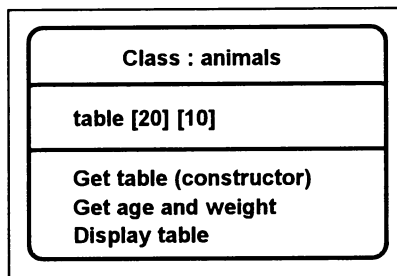 Class : animals
table [20] [10]
Get table (constructor)
Get age and weight
Display table